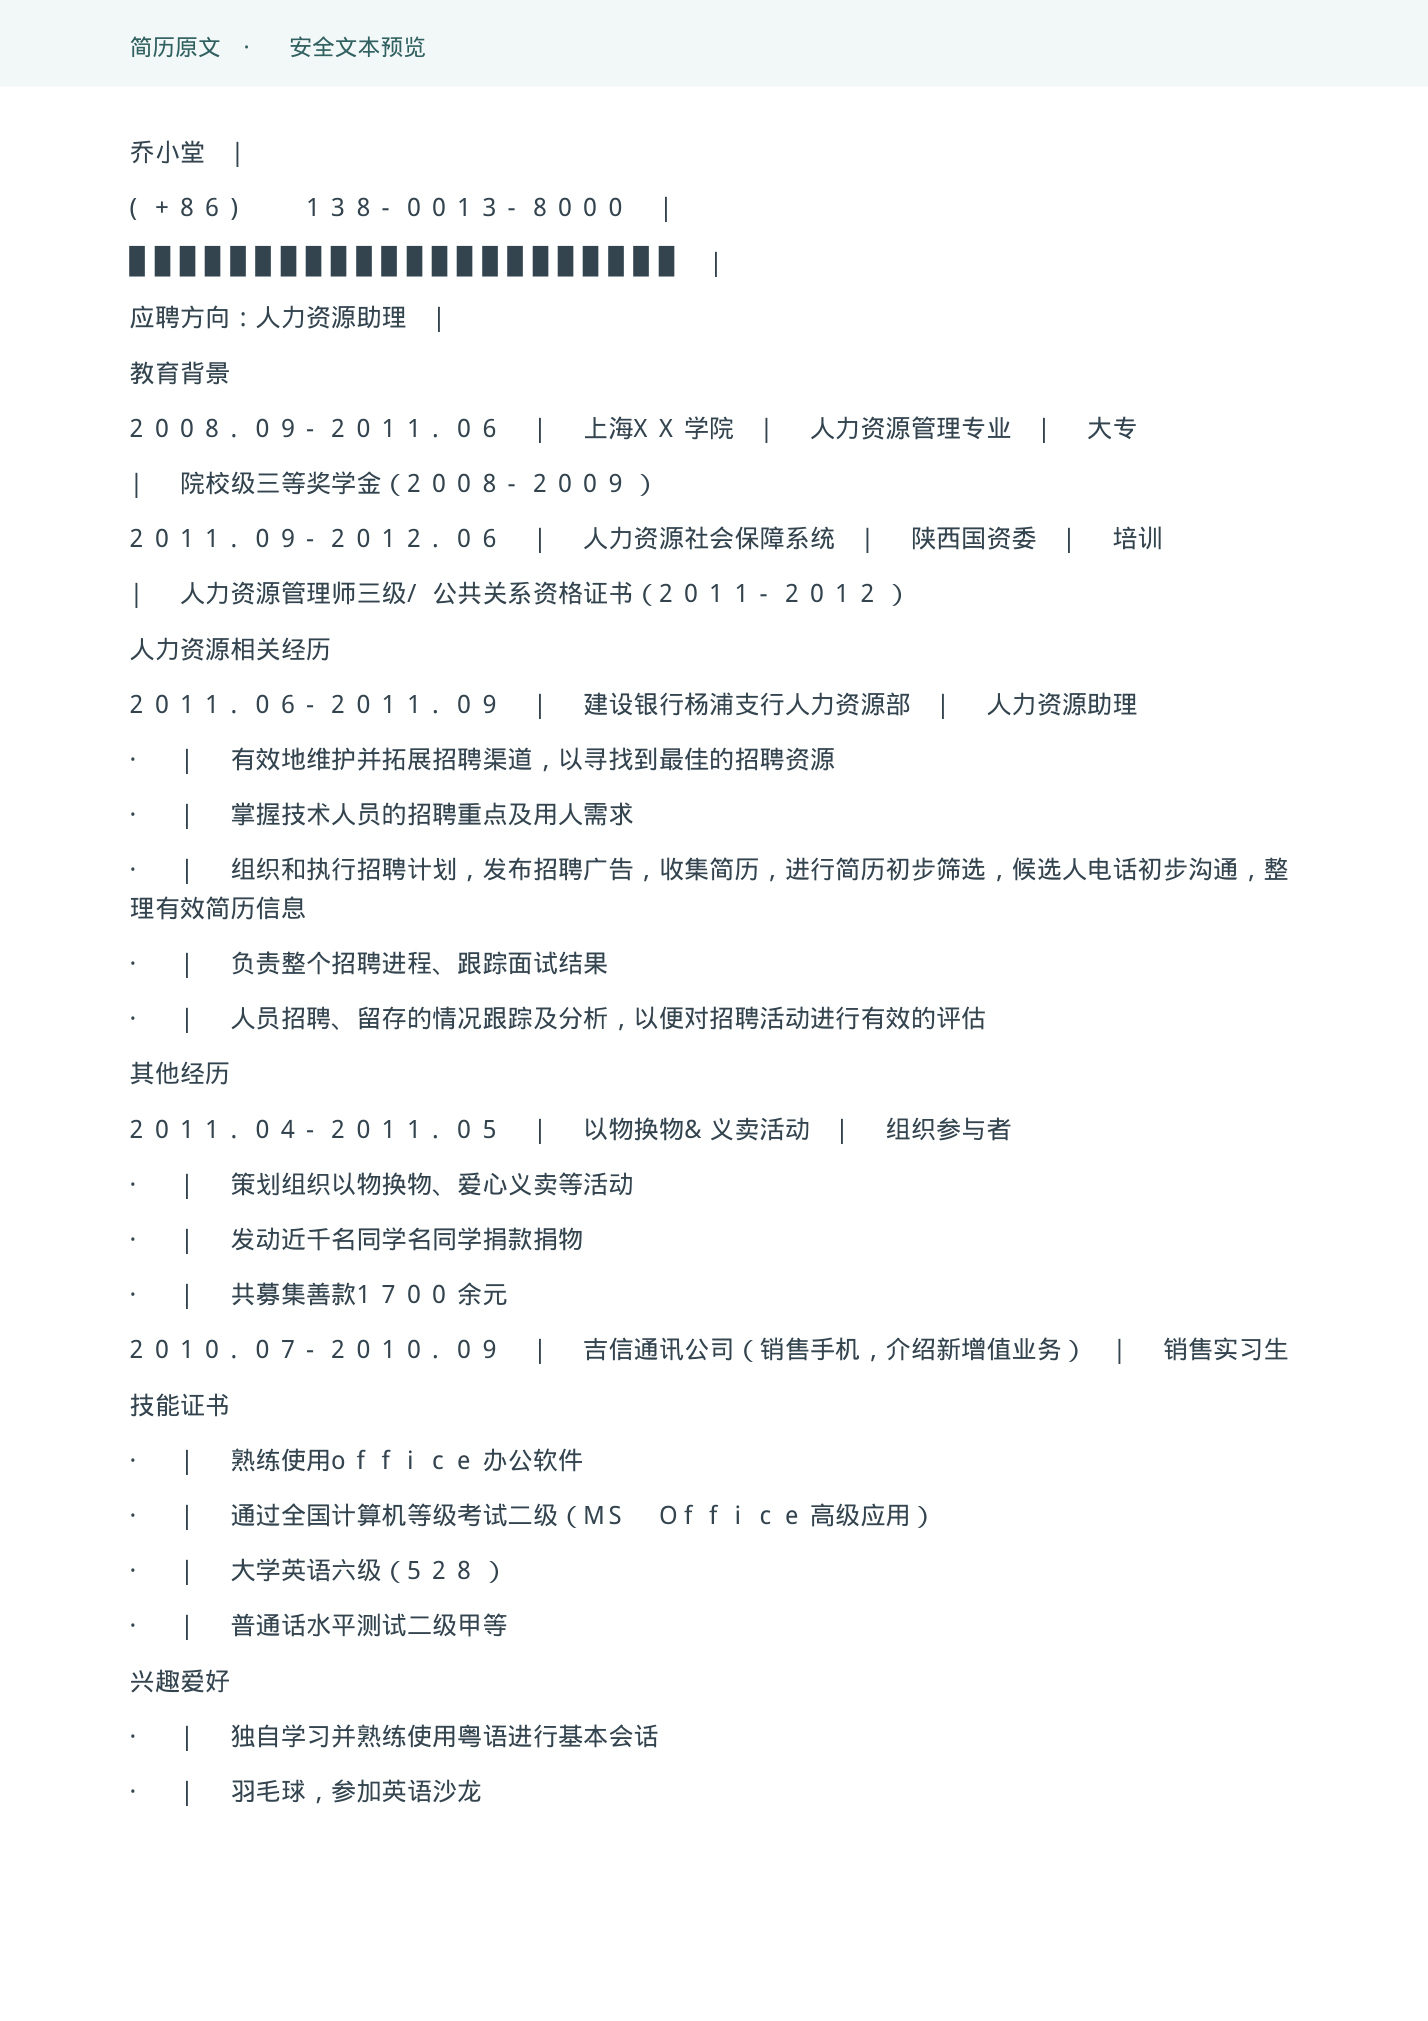 简历原文 · 安全文本预览
乔小堂 |
(+86) 138-0013-8000 |
██████████████████████ |
应聘方向：人力资源助理 |
教育背景
2008.09-2011.06 | 上海XX学院 | 人力资源管理专业 | 大专
| 院校级三等奖学金（2008-2009）
2011.09-2012.06 | 人力资源社会保障系统 | 陕西国资委 | 培训
| 人力资源管理师三级/公共关系资格证书（2011-2012）
人力资源相关经历
2011.06-2011.09 | 建设银行杨浦支行人力资源部 | 人力资源助理
· | 有效地维护并拓展招聘渠道，以寻找到最佳的招聘资源
· | 掌握技术人员的招聘重点及用人需求
· | 组织和执行招聘计划，发布招聘广告，收集简历，进行简历初步筛选，候选人电话初步沟通，整
理有效简历信息
· | 负责整个招聘进程、跟踪面试结果
· | 人员招聘、留存的情况跟踪及分析，以便对招聘活动进行有效的评估
其他经历
2011.04-2011.05 | 以物换物&义卖活动 | 组织参与者
· | 策划组织以物换物、爱心义卖等活动
· | 发动近千名同学名同学捐款捐物
· | 共募集善款1700余元
2010.07-2010.09 | 吉信通讯公司（销售手机，介绍新增值业务） | 销售实习生
技能证书
· | 熟练使用office办公软件
· | 通过全国计算机等级考试二级（MS Office高级应用）
· | 大学英语六级（528）
· | 普通话水平测试二级甲等
兴趣爱好
· | 独自学习并熟练使用粤语进行基本会话
· | 羽毛球，参加英语沙龙